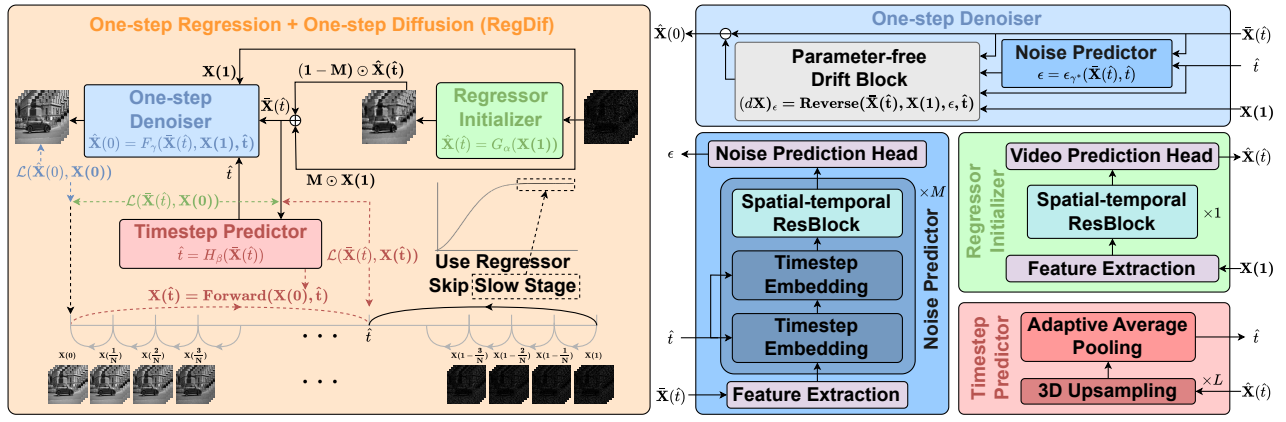 One-step Regression + One-step Diffusion (RegDif)
X(1)
(1 − M) ⊙ X̂(t̂)
X̄(t̂)
One-step
Denoiser
X̂(0) = F_γ(X̄(t̂), X(1), t̂)
Regressor
Initializer
X̂(t̂) = G_α(X(1))
L(X̂(0), X(0))
t̂
M ⊙ X(1)
L(X̄(t̂), X(0))
Timestep Predictor
t̂ = H_β(X̄(t̂))
L(X̄(t̂), X(t̂))
Use Regressor
Skip Slow Stage
X(t̂) = Forward(X(0), t̂)
• • •
t̂
X(0)
X(1/N)
X(2/N)
X(3/N)
X(1−3/N)
X(1−2/N)
X(1−1/N)
X(1)
• • •
One-step Denoiser
X̂(0)
X̄(t̂)
Parameter-free
Drift Block
(dX)_ϵ = Reverse(X̄(t̂), X(1), ϵ, t̂)
Noise Predictor
ϵ = ϵ_γ*(X̄(t̂), t̂)
t̂
X(1)
ϵ
Noise Prediction Head
×M
Spatial-temporal
ResBlock
Timestep
Embedding
t̂
Timestep
Embedding
X̄(t̂)
Feature Extraction
Noise Predictor
Video Prediction Head
X̂(t̂)
Spatial-temporal
ResBlock
×1
Feature Extraction
X(1)
Regressor
Initializer
Adaptive Average
Pooling
t̂
×L
3D Upsampling
X̂(t̂)
Timestep
Predictor